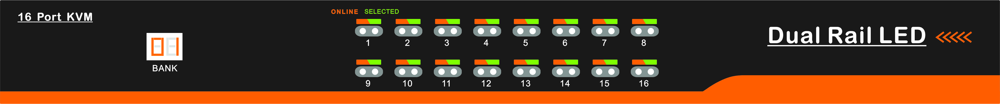 16 Port KVM
ONLINE SELECTED
1 2 3 4 5 6 7 8
Dual Rail LED
01
BANK
9 10 11 12 13 14 15 16